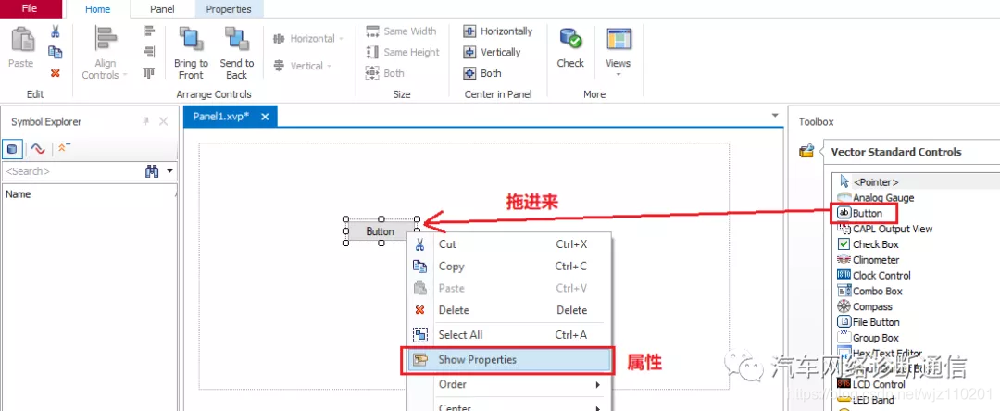 File Home Panel Properties
Paste
Align
Controls
Bring to
Front
Send to
Back
Horizontal
Vertical
Same Width
Same Height
Both
Horizontally
Vertically
Both
Check
Views
Edit Arrange Controls Size Center in Panel More
Symbol Explorer
<Search>
Name
Panel1.xvp*
拖进来
Button
Cut Ctrl+X
Copy Ctrl+C
Paste Ctrl+V
Delete Delete
Select All Ctrl+A
Show Properties
属性
Order
Center
Toolbox
Vector Standard Controls
<Pointer>
Analog Gauge
ab Button
CAPL Output View
Check Box
Clinometer
Clock Control
Combo Box
Compass
File Button
Group Box
Hex/Text Editor
LCD Control
LED Band
汽车网络诊断通信
https://blog.csdn.net/wjz110201